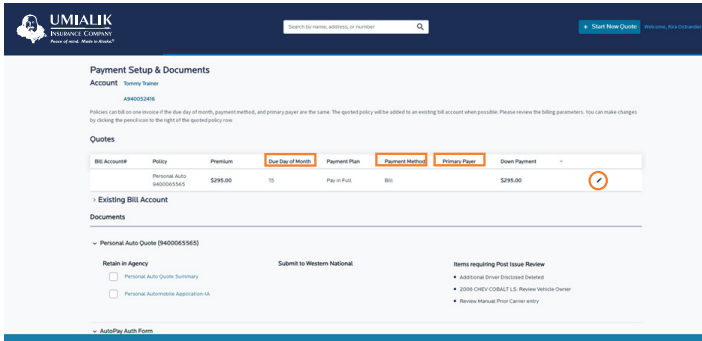 UMIALIK
INSURANCE COMPANY
Peace of mind. Made in Alaska.®
Search by name, address, or number
+ Start New Quote
Welcome, Kira Ostrander
Payment Setup & Documents
Account Tommy Trainer
A940052416
Policies can bill on one invoice if the due day of month, payment method, and primary payer are the same. The quoted policy will be added to an existing bill account when possible. Please review the billing parameters. You can make changes
by clicking the pencil icon to the right of the quoted policy row.
Quotes
Bill Account# Policy Premium Due Day of Month Payment Plan Payment Method Primary Payer Down Payment -
Personal Auto
9400065565 $295.00 15 Pay in Full Bill $295.00
Existing Bill Account
Documents
Personal Auto Quote (9400065565)
Retain in Agency Submit to Western National Items requiring Post Issue Review
Personal Auto Quote Summary
Personal Automobile Application-IA
Additional Driver Disclosed Deleted
2006 CHEV COBALT LS: Review Vehicle Owner
Review Manual Prior Carrier entry
AutoPay Auth Form